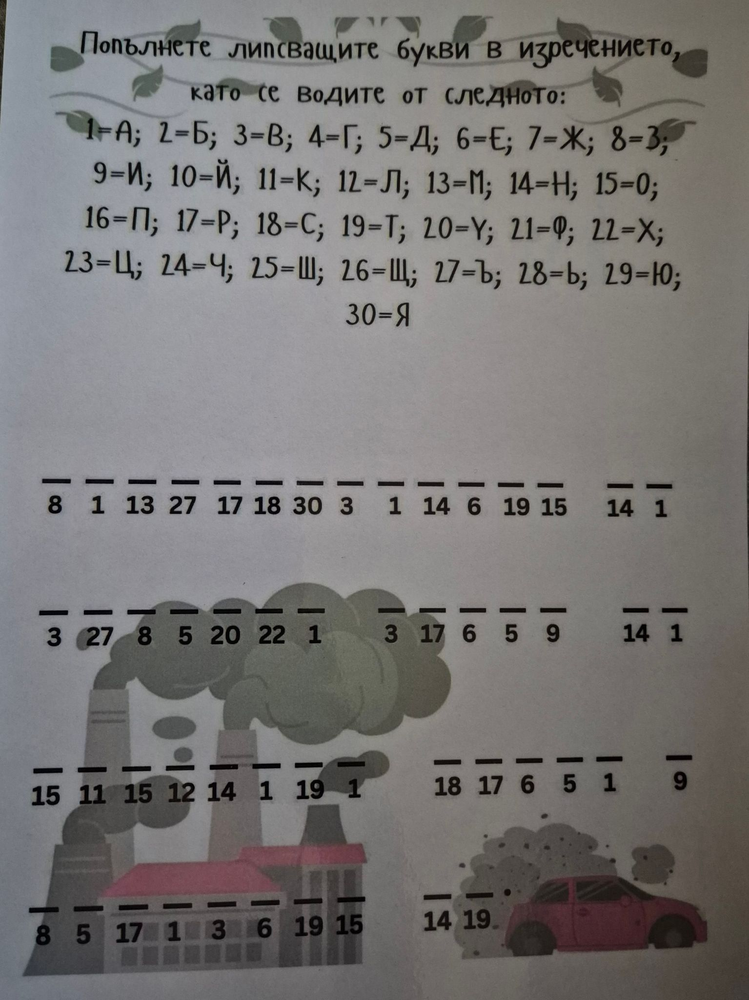 Попълнете липсващите букви в изречението,
като се водите от следното:
1=А; 2=Б; 3=В; 4=Г; 5=Д; 6=Е; 7=Ж; 8=З;
9=И; 10=Й; 11=К; 12=Л; 13=М; 14=Н; 15=О;
16=П; 17=Р; 18=С; 19=Т; 20=У; 21=Ф; 22=Х;
23=Ц; 24=Ч; 25=Ш; 26=Щ; 27=Ъ; 28=Ь; 29=Ю;
30=Я
8 1 13 27 17 18 30 3 1 14 6 19 15 14 1
3 27 8 5 20 22 1 3 17 6 5 9 14 1
15 11 15 12 14 1 19 1 18 17 6 5 1 9
8 5 17 1 3 6 19 15 14 19.